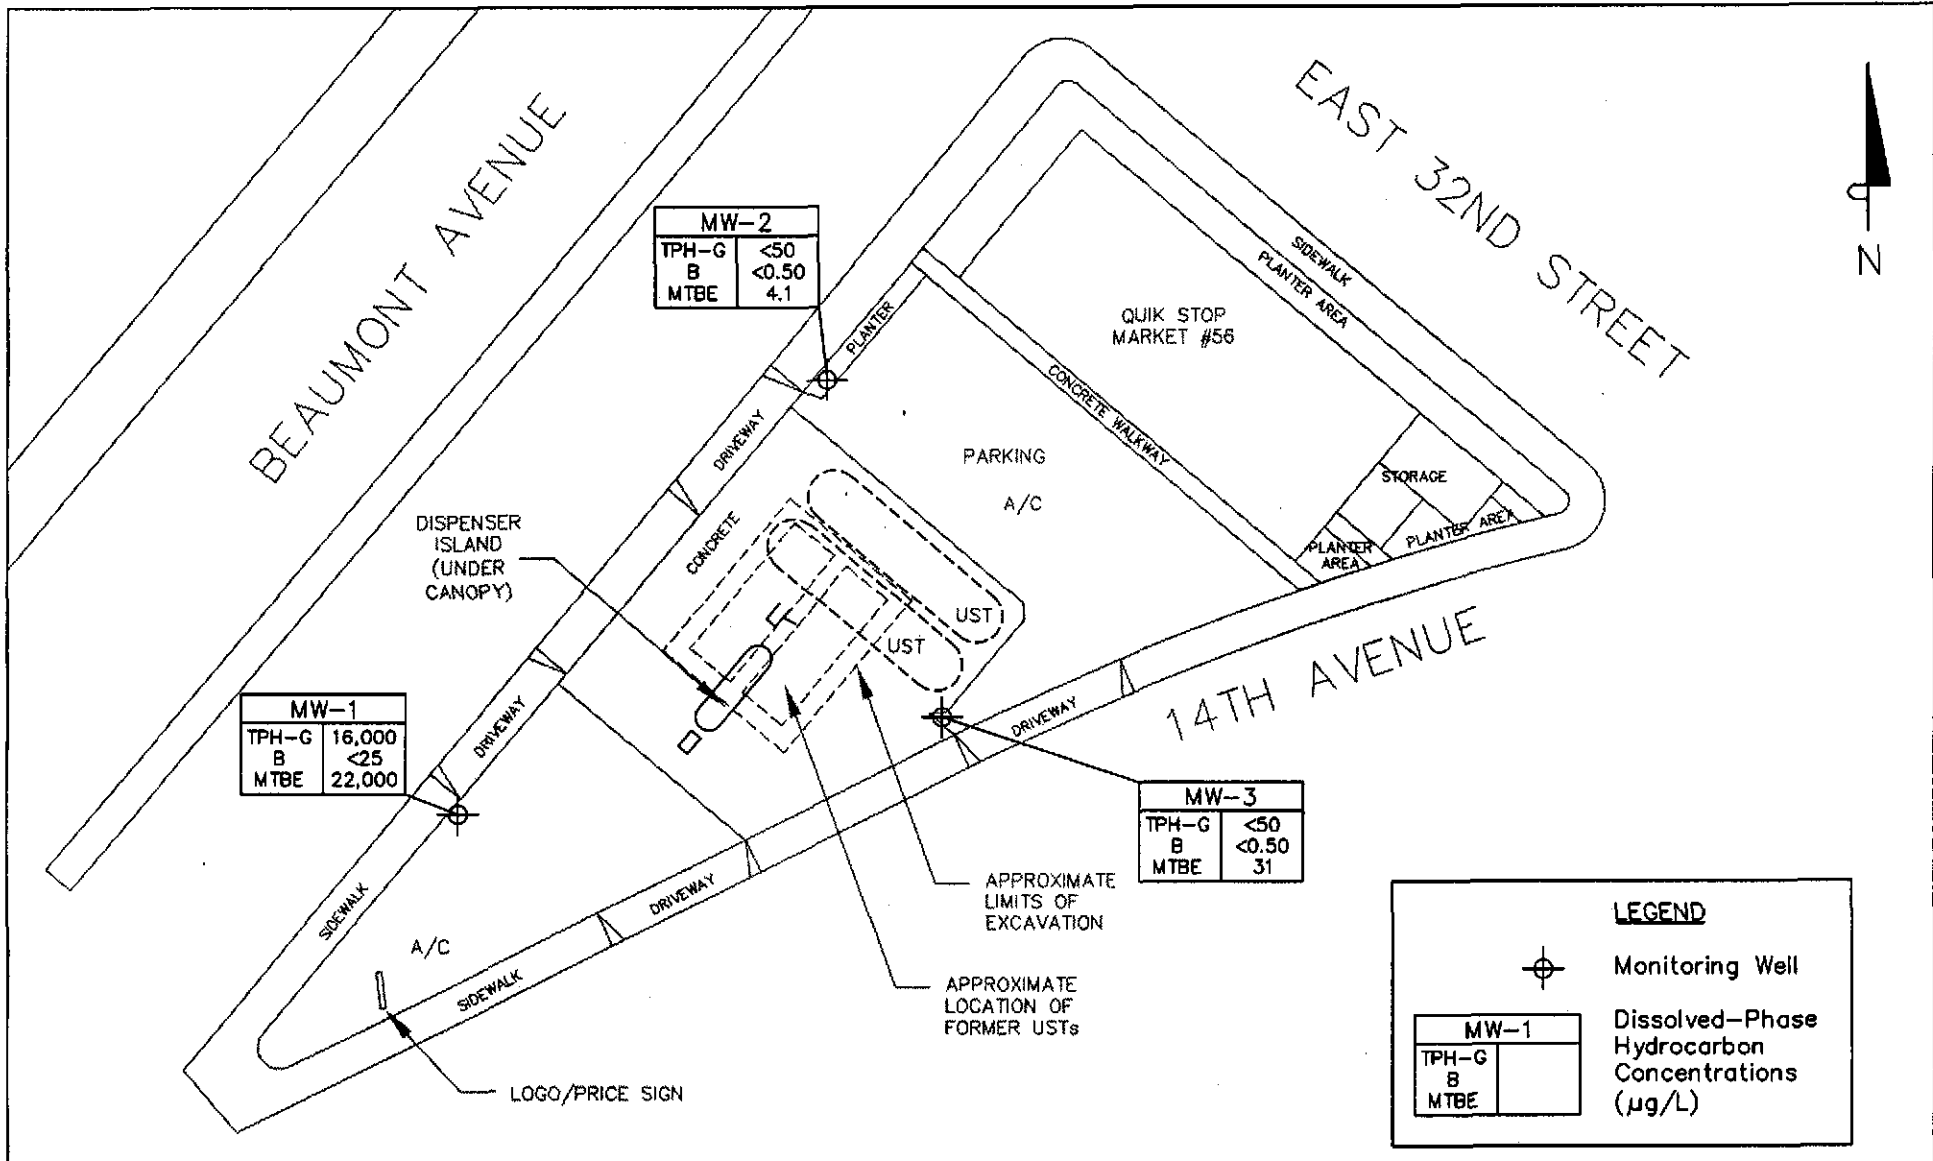 BEAUMONT AVENUE
EAST 32ND STREET
N
MW-2
TPH-G <50
B <0.50
MTBE 4.1
SIDEWALK
PLANTER AREA
QUIK STOP
MARKET #56
PLANTER
CONCRETE WALKWAY
DRIVEWAY
PARKING
A/C
STORAGE
PLANTER AREA
PLANTER
AREA
DISPENSER
ISLAND
(UNDER
CANOPY)
CONCRETE
UST
UST
14TH AVENUE
MW-1
TPH-G 16,000
B <25
MTBE 22,000
DRIVEWAY
DRIVEWAY
MW-3
TPH-G <50
B <0.50
MTBE 31
SIDEWALK
A/C
DRIVEWAY
SIDEWALK
APPROXIMATE
LIMITS OF
EXCAVATION
APPROXIMATE
LOCATION OF
FORMER USTs
LOGO/PRICE SIGN
LEGEND
Monitoring Well
MW-1
TPH-G
B
MTBE
Dissolved-Phase
Hydrocarbon
Concentrations
(µg/L)